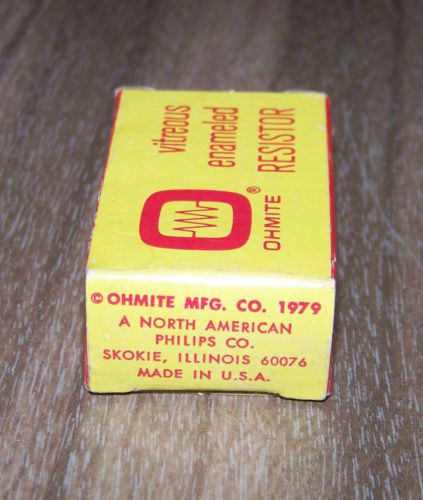 vitreous
enameled
RESISTOR
OHMITE®
© OHMITE MFG. CO. 1979
A NORTH AMERICAN
PHILIPS CO.
SKOKIE, ILLINOIS 60076
MADE IN U.S.A.